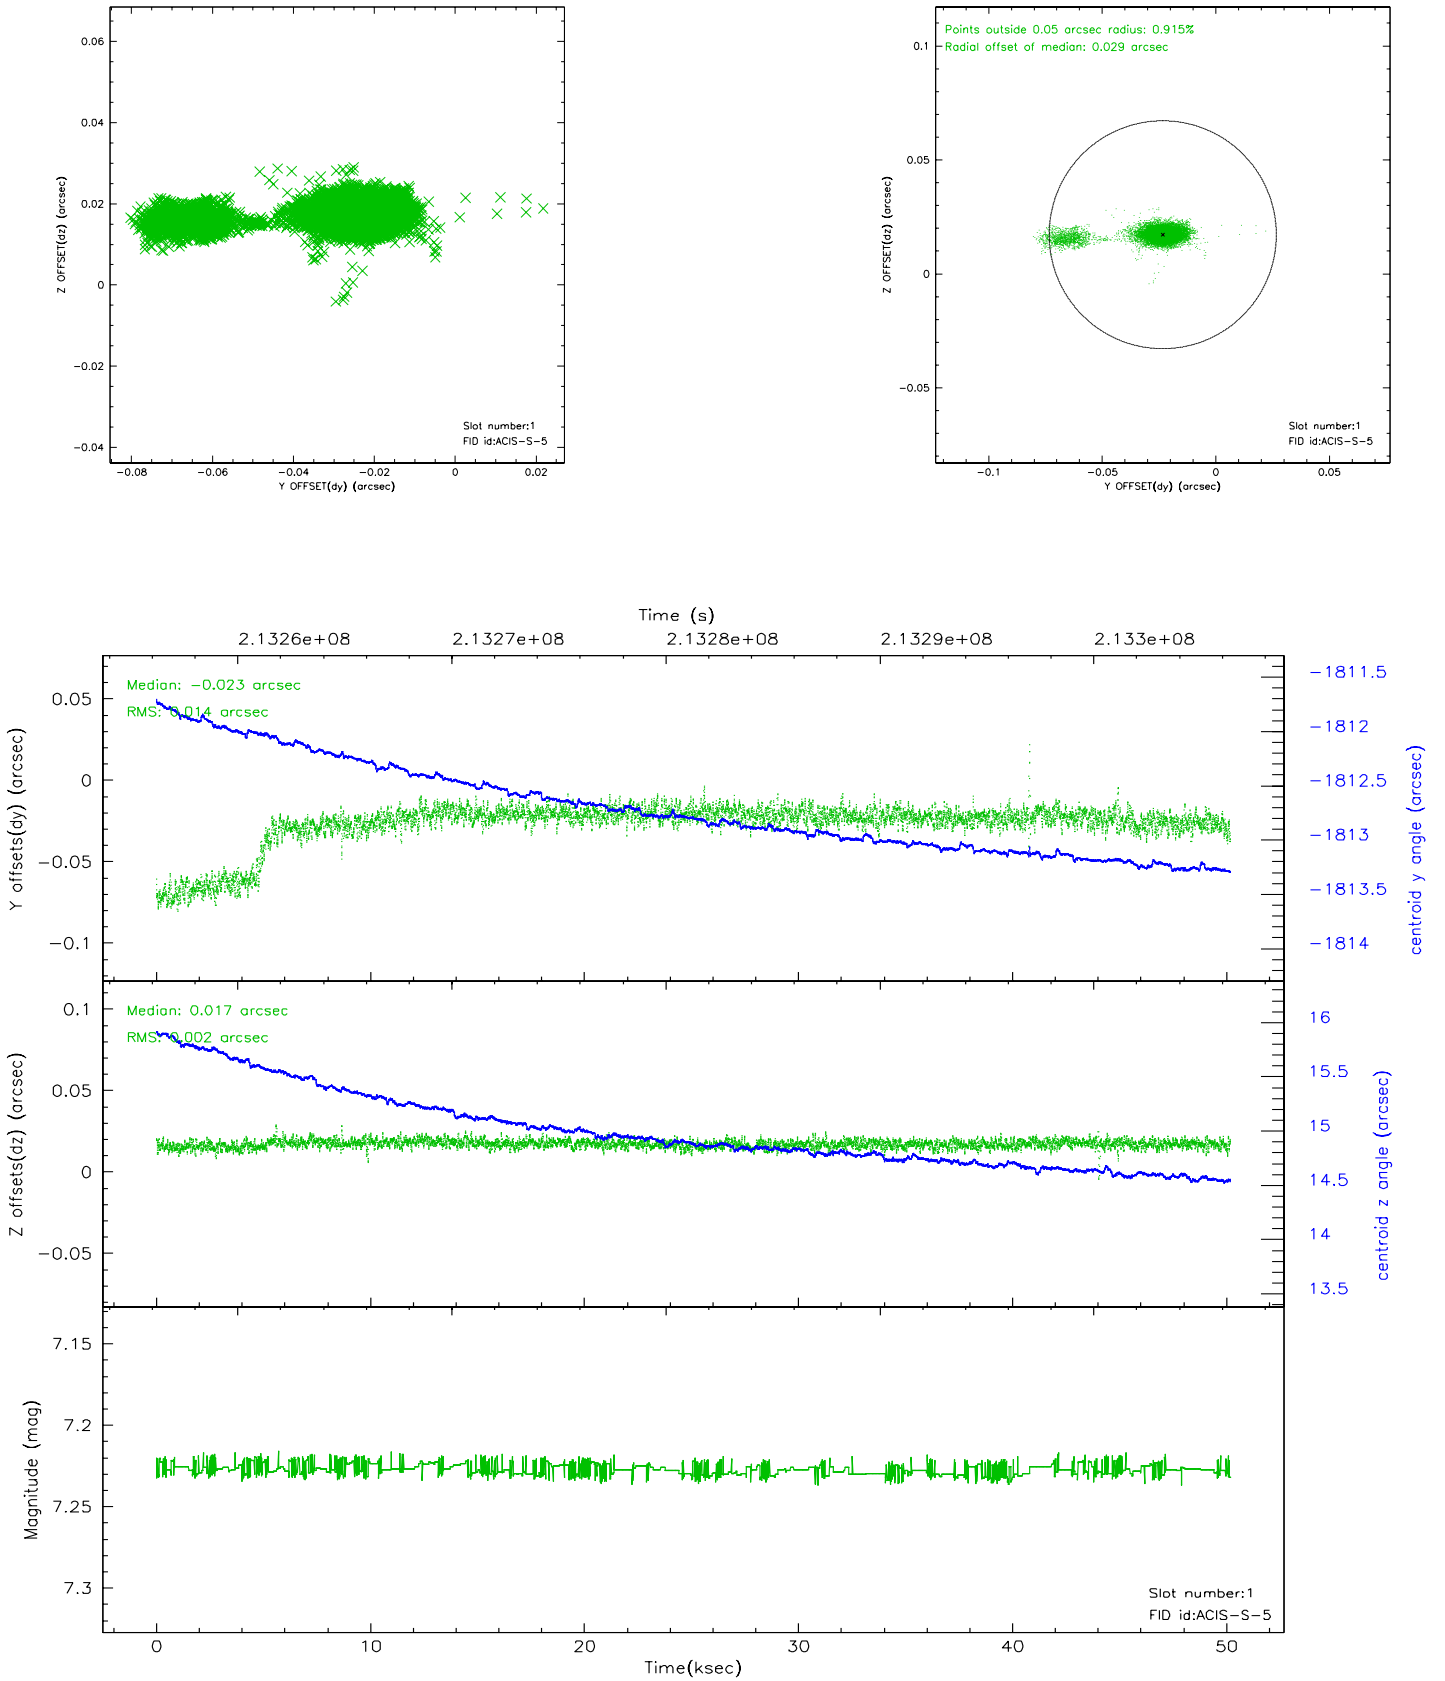 0.06
0.04
0.02
0
−0.02
−0.04
Z OFFSET(dz) (arcsec)
Slot number:1
FID id:ACIS−S−5
−0.08 −0.06 −0.04 −0.02 0 0.02
Y OFFSET(dy) (arcsec)
Points outside 0.05 arcsec radius: 0.915%
Radial offset of median: 0.029 arcsec
0.1
0.05
0
−0.05
Z OFFSET(dz) (arcsec)
Slot number:1
FID id:ACIS−S−5
−0.1 −0.05 0 0.05
Y OFFSET(dy) (arcsec)
Time (s)
2.1326e+08 2.1327e+08 2.1328e+08 2.1329e+08 2.133e+08
Median: −0.023 arcsec
RMS: 0.014 arcsec
0.05
0
−0.05
−0.1
Y offsets(dy) (arcsec)
−1811.5
−1812
−1812.5
−1813
−1813.5
−1814
centroid y angle (arcsec)
Median: 0.017 arcsec
RMS: 0.002 arcsec
0.1
0.05
0
−0.05
Z offsets(dz) (arcsec)
16
15.5
15
14.5
14
13.5
centroid z angle (arcsec)
7.15
7.2
7.25
7.3
Magnitude (mag)
Slot number:1
FID id:ACIS−S−5
0 10 20 30 40 50
Time(ksec)